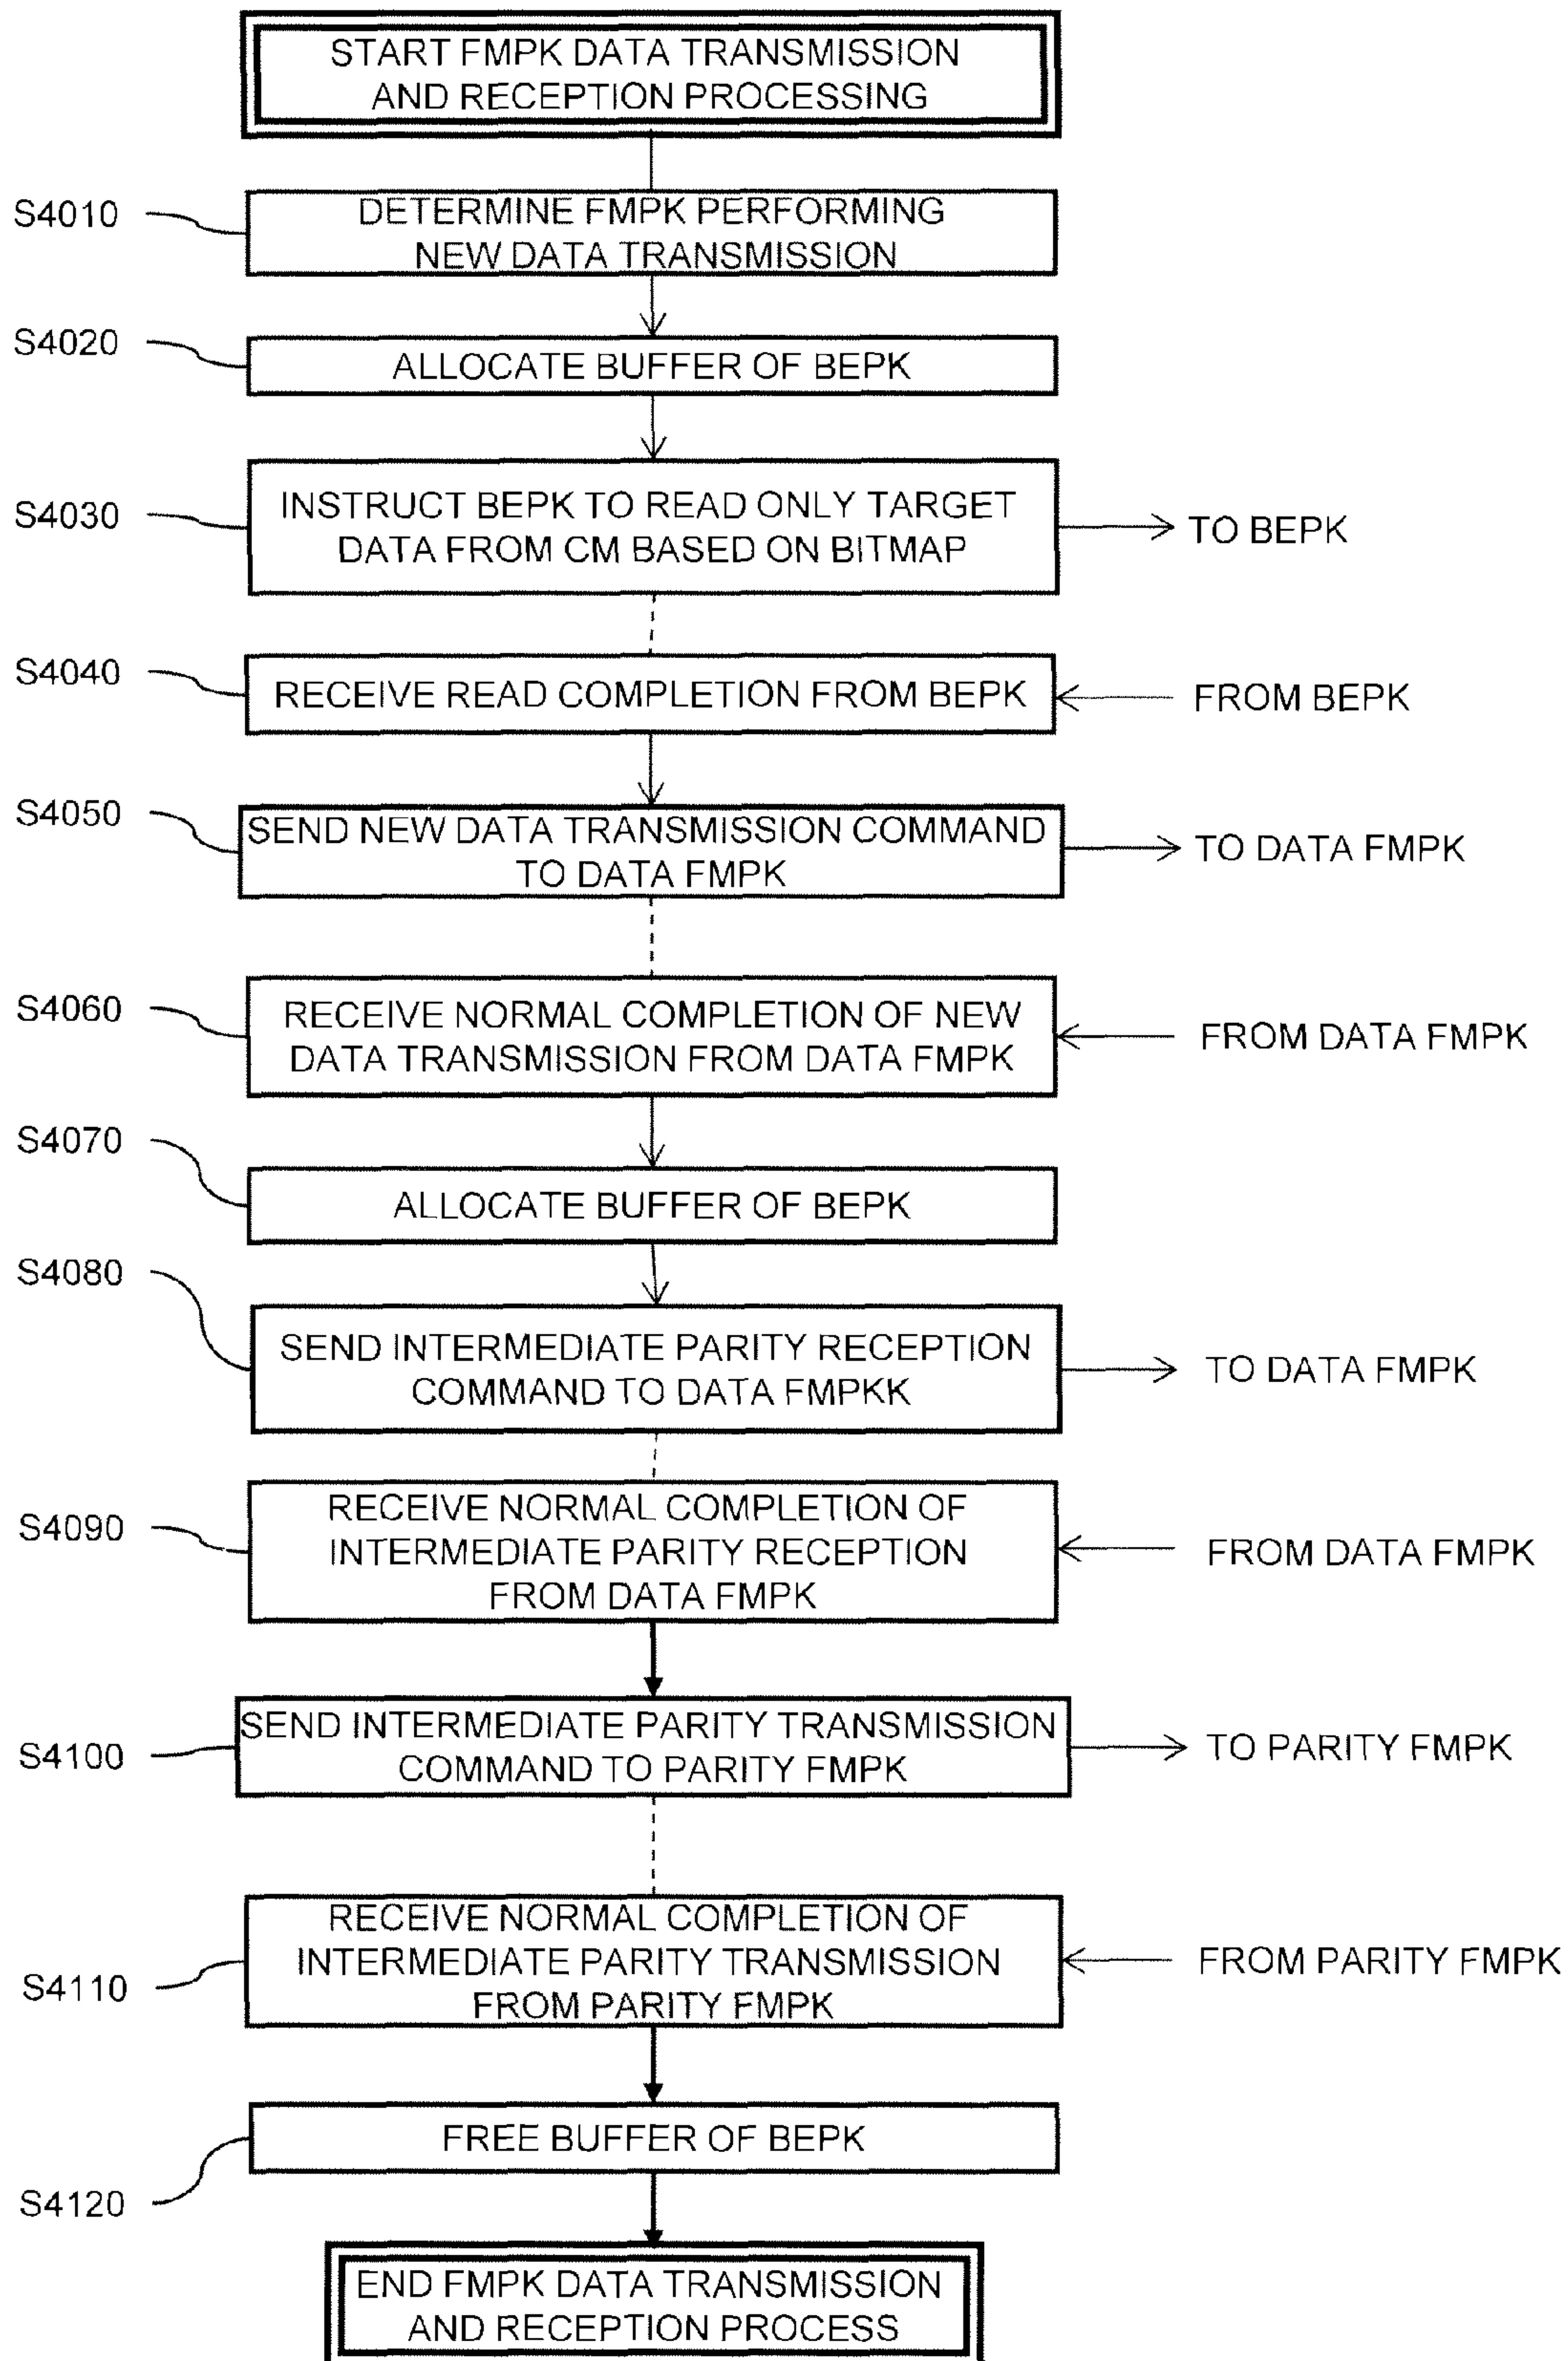 START FMPK DATA TRANSMISSION
AND RECEPTION PROCESSING
S4010
DETERMINE FMPK PERFORMING
NEW DATA TRANSMISSION
S4020
ALLOCATE BUFFER OF BEPK
S4030
INSTRUCT BEPK TO READ ONLY TARGET
DATA FROM CM BASED ON BITMAP
TO BEPK
S4040
RECEIVE READ COMPLETION FROM BEPK
FROM BEPK
S4050
SEND NEW DATA TRANSMISSION COMMAND
TO DATA FMPK
TO DATA FMPK
S4060
RECEIVE NORMAL COMPLETION OF NEW
DATA TRANSMISSION FROM DATA FMPK
FROM DATA FMPK
S4070
ALLOCATE BUFFER OF BEPK
S4080
SEND INTERMEDIATE PARITY RECEPTION
COMMAND TO DATA FMPKK
TO DATA FMPK
S4090
RECEIVE NORMAL COMPLETION OF
INTERMEDIATE PARITY RECEPTION
FROM DATA FMPK
FROM DATA FMPK
S4100
SEND INTERMEDIATE PARITY TRANSMISSION
COMMAND TO PARITY FMPK
TO PARITY FMPK
S4110
RECEIVE NORMAL COMPLETION OF
INTERMEDIATE PARITY TRANSMISSION
FROM PARITY FMPK
FROM PARITY FMPK
S4120
FREE BUFFER OF BEPK
END FMPK DATA TRANSMISSION
AND RECEPTION PROCESS